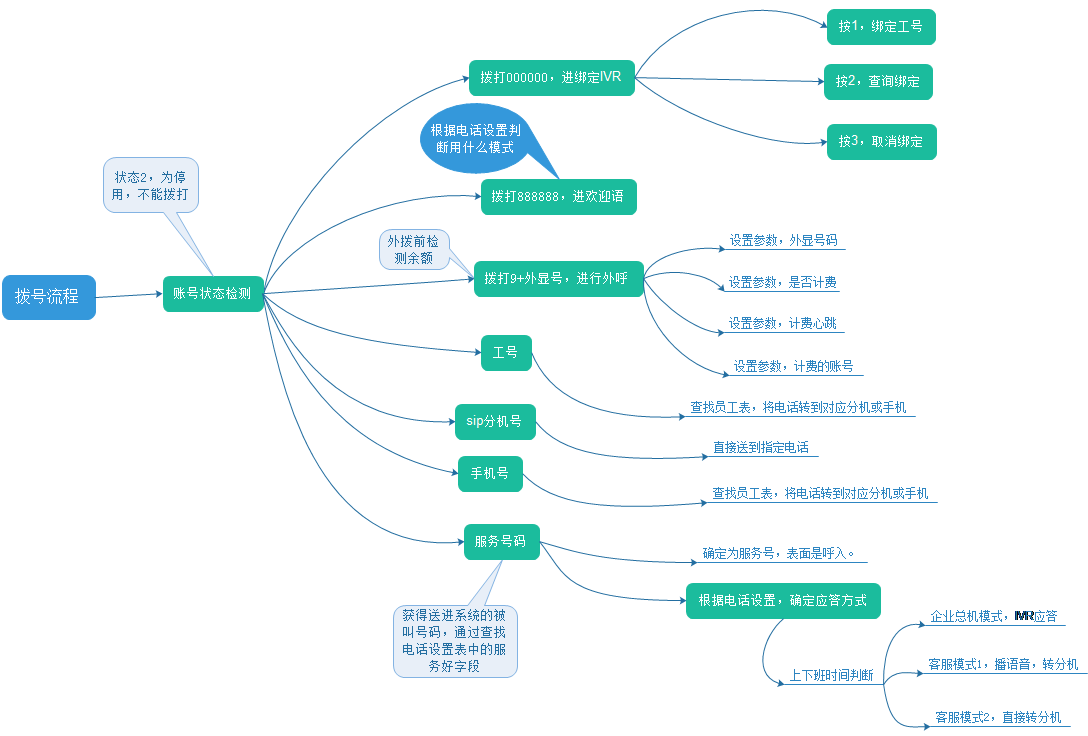 拨号流程
状态2，为停
用，不能拨打
账号状态检测
拨打000000，进绑定IVR
按1，绑定工号
按2，查询绑定
按3，取消绑定
根据电话设置判
断用什么模式
拨打888888，进欢迎语
外拨前检
测余额
拨打9+外显号，进行外呼
设置参数，外显号码
设置参数，是否计费
设置参数，计费心跳
设置参数，计费的账号
工号
查找员工表，将电话转到对应分机或手机
sip分机号
直接送到指定电话
手机号
查找员工表，将电话转到对应分机或手机
服务号码
确定为服务号，表面是呼入。
获得送进系统的被
叫号码，通过查找
电话设置表中的服
务好字段
根据电话设置，确定应答方式
上下班时间判断
企业总机模式，IVR应答
客服模式1，播语音，转分机
客服模式2，直接转分机